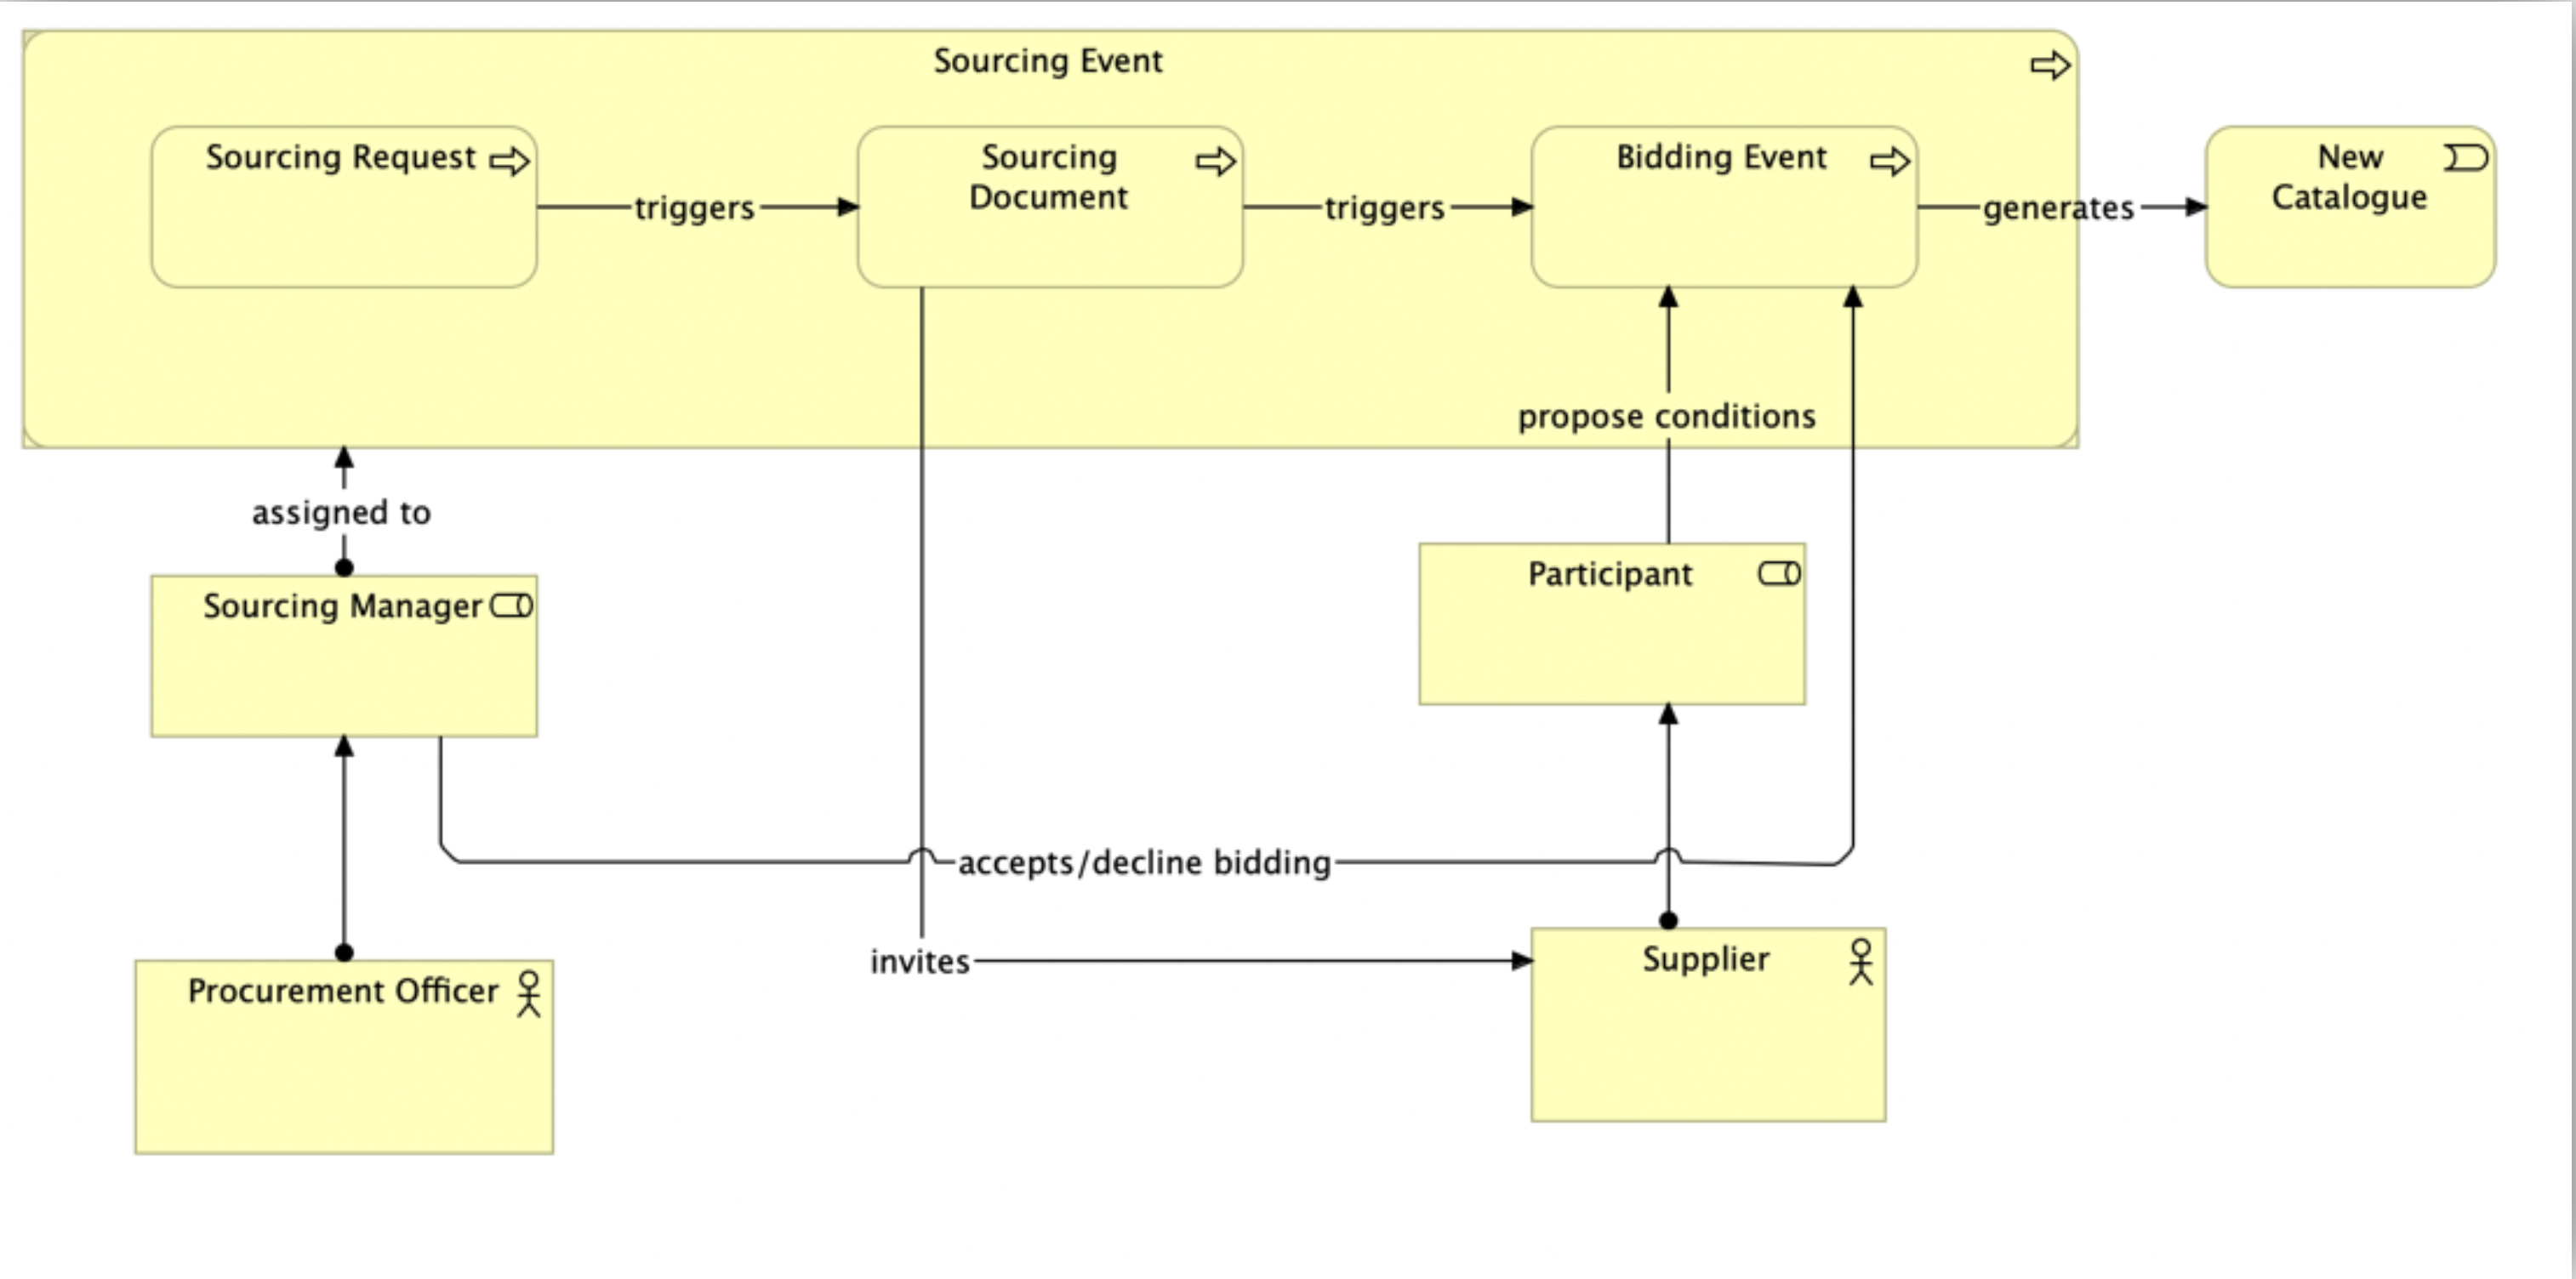 Sourcing Event
Sourcing Request
Sourcing
Document
Bidding Event
New
Catalogue
triggers
triggers
generates
propose conditions
assigned to
Participant
Sourcing Manager
accepts/decline bidding
invites
Supplier
Procurement Officer